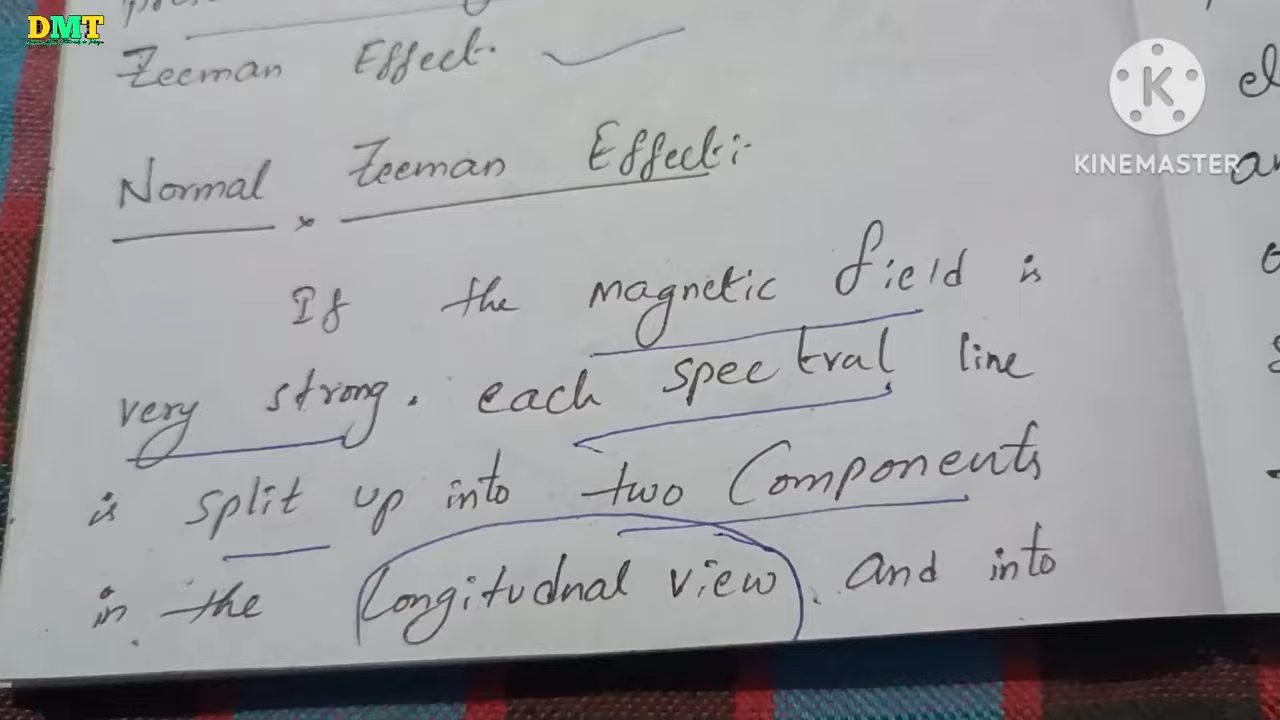 DMT
Zeeman Effect.
Normal Zeeman Effect:-
If the magnetic field is
very strong. each spectral line
is split up into two Components
in the longitudnal view. and into
KINEMASTER